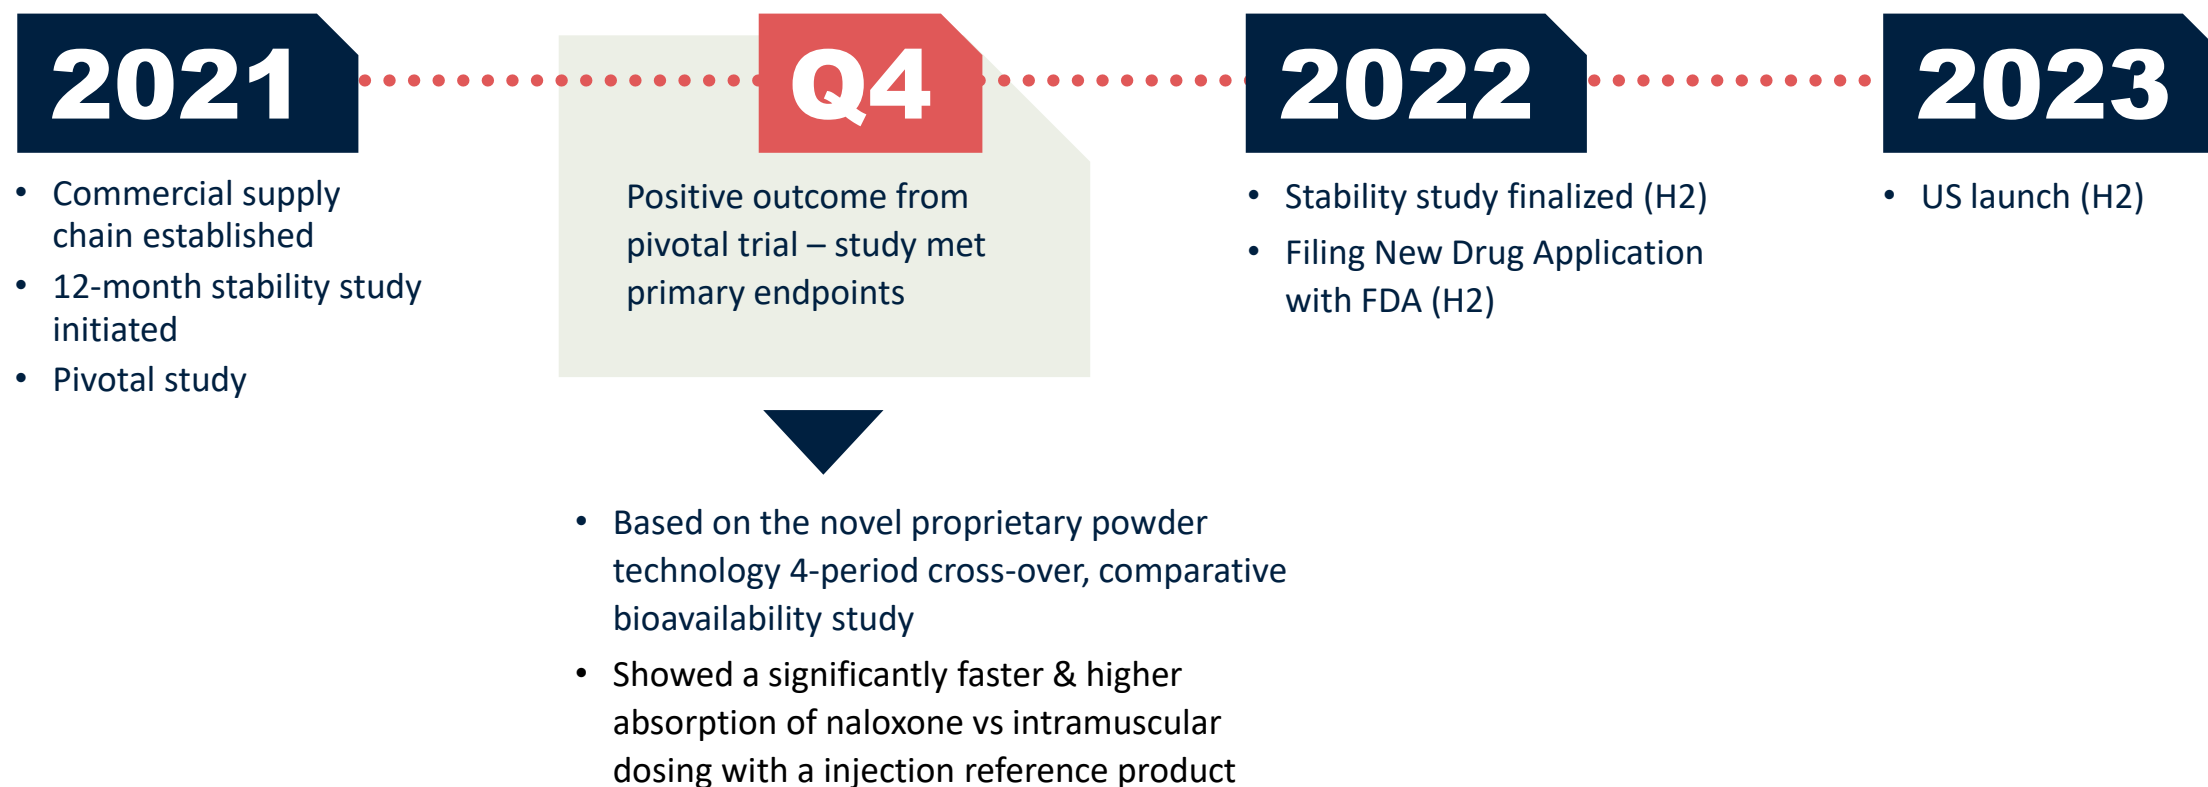 2021
• Commercial supply
chain established
• 12-month stability study
initiated
• Pivotal study
Q4
Positive outcome from
pivotal trial – study met
primary endpoints
• Based on the novel proprietary powder
technology 4-period cross-over, comparative
bioavailability study
• Showed a significantly faster & higher
absorption of naloxone vs intramuscular
dosing with a injection reference product
2022
• Stability study finalized (H2)
• Filing New Drug Application
with FDA (H2)
2023
• US launch (H2)